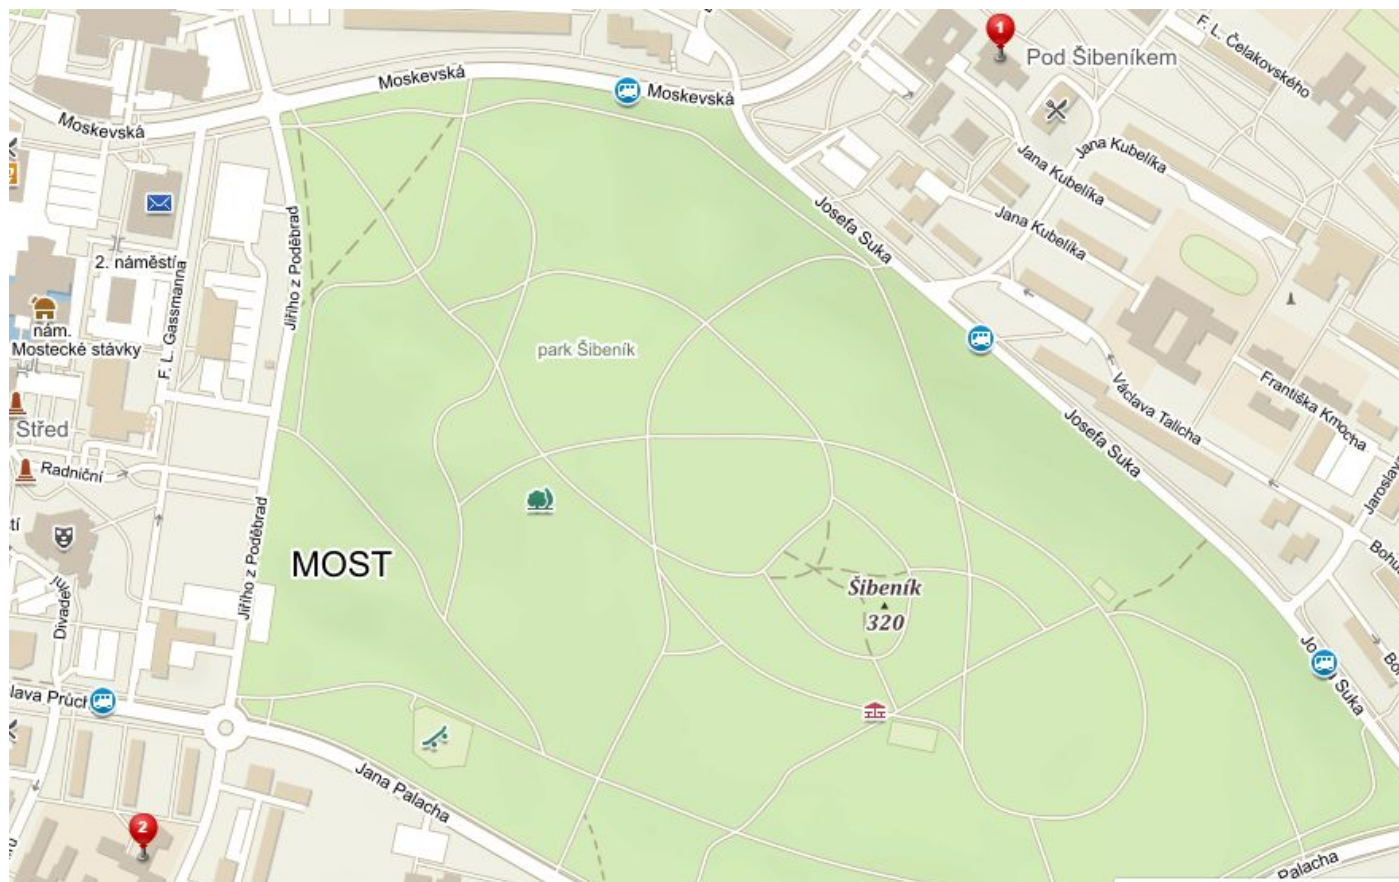 1
Pod Šibeníkem
F. L. Čelakovského
Moskevská
Moskevská
Moskevská
Jana Kubelíka
Jana Kubelíka
Jana Kubelíka
Josefa Suka
2. náměstí
Jiřího z Poděbrad
F. L. Gassmanna
nám.
Mostecké stávky
park Šibeník
Václava Talicha
Františka Kmocha
Josefa Suka
Střed
Radniční
Jiřího z Poděbrad
MOST
Šibeník
320
Jana Palacha
2
Palacha